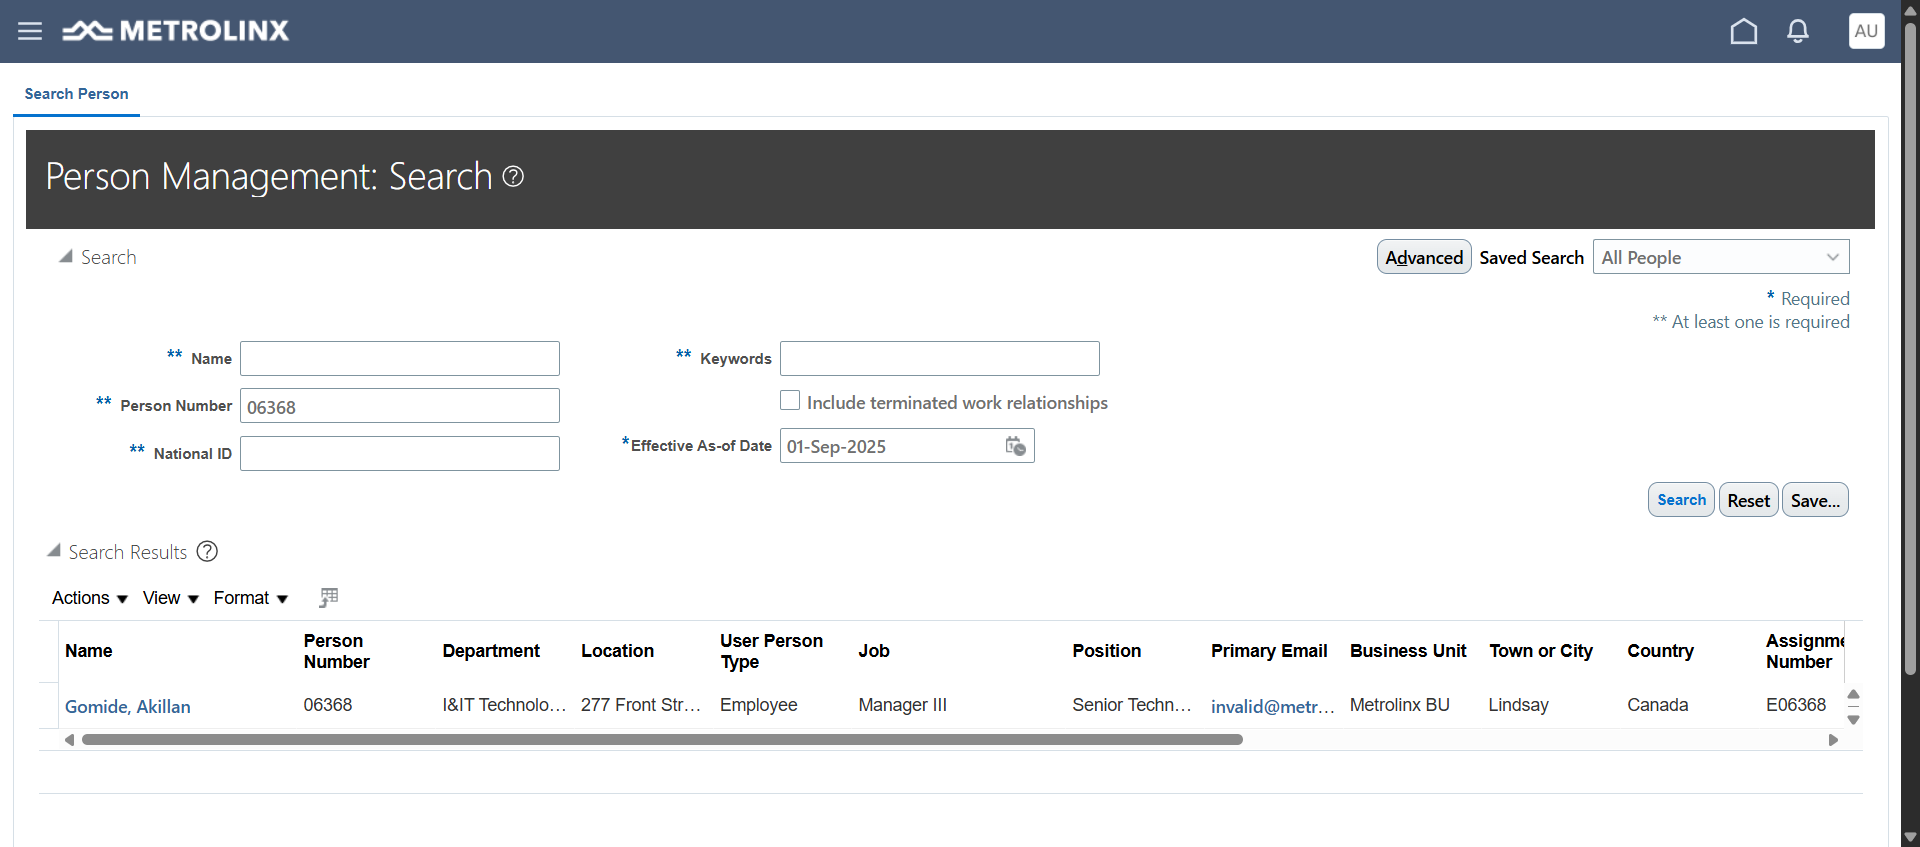 METROLINX
AU
Search Person
Person Management: Search
Search
Advanced Saved Search All People
* Required
** At least one is required
** Name
** Keywords
** Person Number 06368
Include terminated work relationships
** National ID
*Effective As-of Date 01-Sep-2025
Search Reset Save...
Search Results
Actions View Format
Name Person Number Department Location User Person Type Job Position Primary Email Business Unit Town or City Country Assignme Number
Gomide, Akillan 06368 I&IT Technolo... 277 Front Str... Employee Manager III Senior Techn... invalid@metr... Metrolinx BU Lindsay Canada E06368